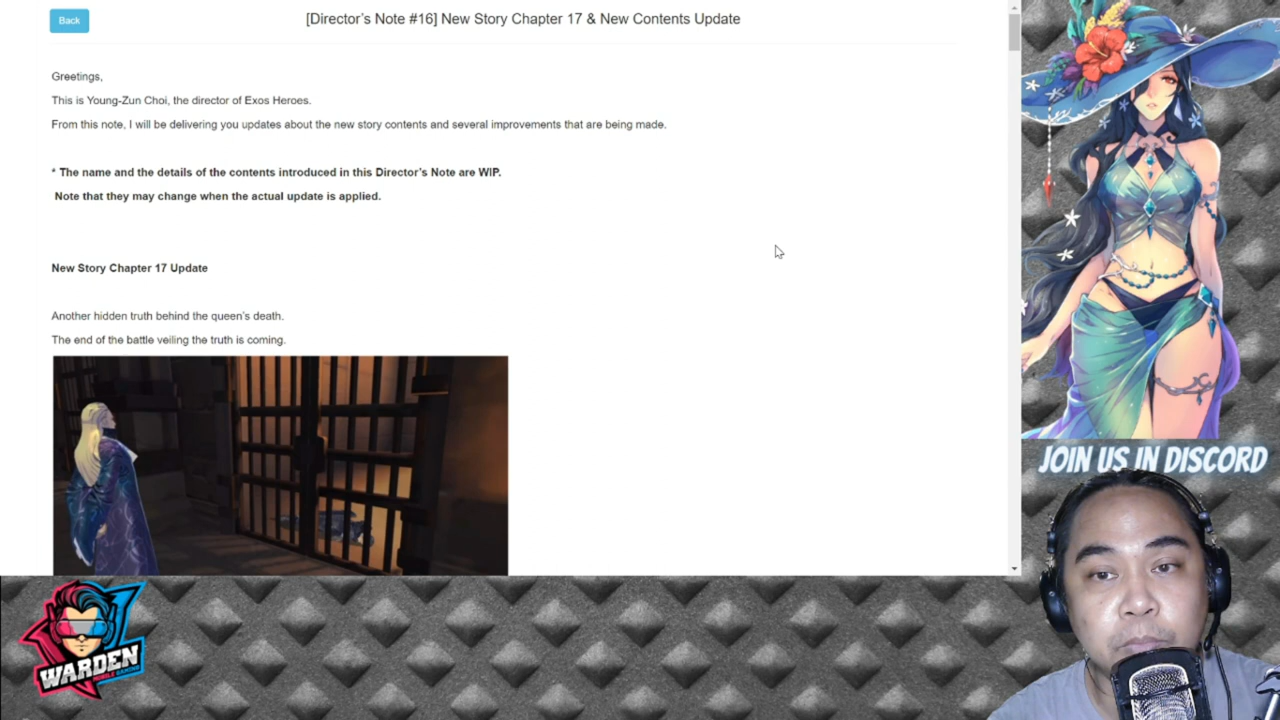 Back
[Director's Note #16] New Story Chapter 17 & New Contents Update
Greetings,
This is Young-Zun Choi, the director of Exos Heroes.
From this note, I will be delivering you updates about the new story contents and several improvements that are being made.
* The name and the details of the contents introduced in this Director's Note are WIP.
Note that they may change when the actual update is applied.
New Story Chapter 17 Update
Another hidden truth behind the queen's death.
The end of the battle veiling the truth is coming.
JOIN US IN DISCORD
WARDEN
MOBILE GAMING